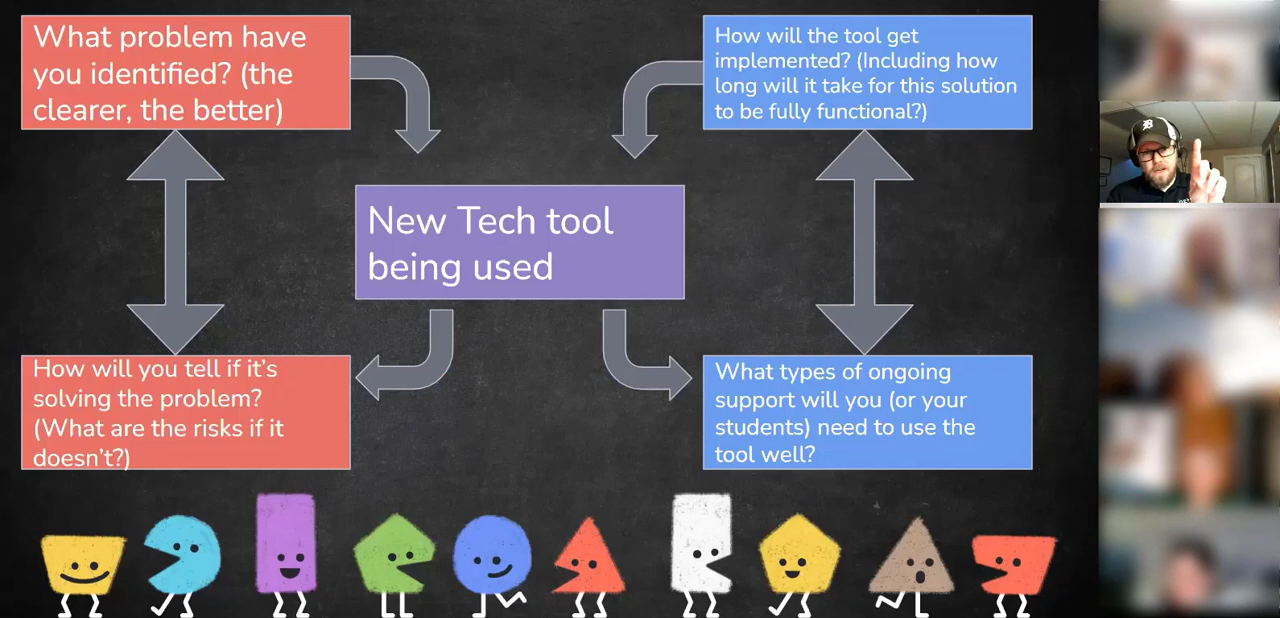 What problem have
you identified? (the
clearer, the better)
How will the tool get
implemented? (Including how
long will it take for this solution
to be fully functional?)
New Tech tool
being used
How will you tell if it's
solving the problem?
(What are the risks if it
doesn't?)
What types of ongoing
support will you (or your
students) need to use the
tool well?